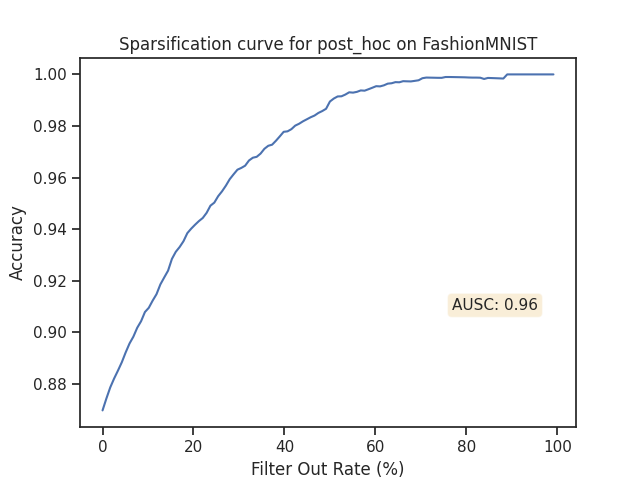 Sparsification curve for post_hoc on FashionMNIST
1.00
0.98
0.96
0.94
0.92
0.90
0.88
Accuracy
AUSC: 0.96
0 20 40 60 80 100
Filter Out Rate (%)